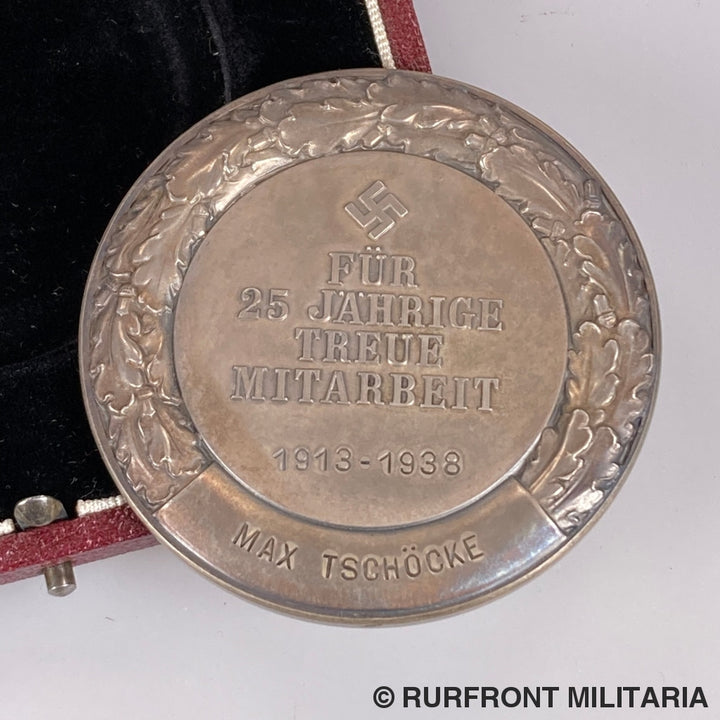 FÜR
25 JÄHRIGE
TREUE
MITARBEIT
1913-1938
MAX TSCHÖCKE
© RURFRONT MILITARIA